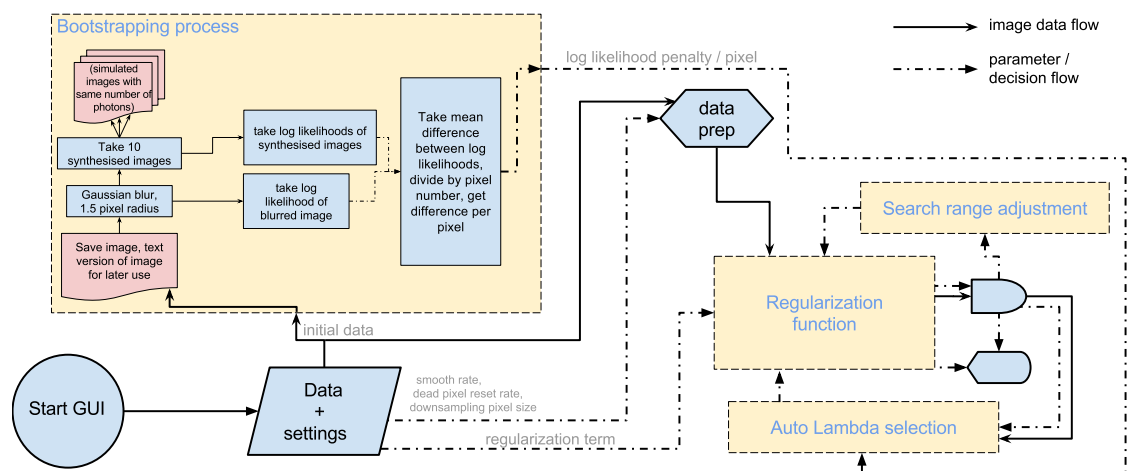 Bootstrapping process
(simulated
images with
same number of
photons)
Take 10
synthesised images
Gaussian blur,
1.5 pixel radius
Save image, text
version of image
for later use
take log likelihoods of
synthesised images
take log
likelihood of
blurred image
Take mean
difference
between log
likelihoods,
divide by pixel
number, get
difference per
pixel
log likelihood penalty / pixel
image data flow
parameter /
decision flow
data
prep
Search range adjustment
Regularization
function
initial data
Start GUI
Data
+
settings
smooth rate,
dead pixel reset rate,
downsampling pixel size
regularization term
Auto Lambda selection